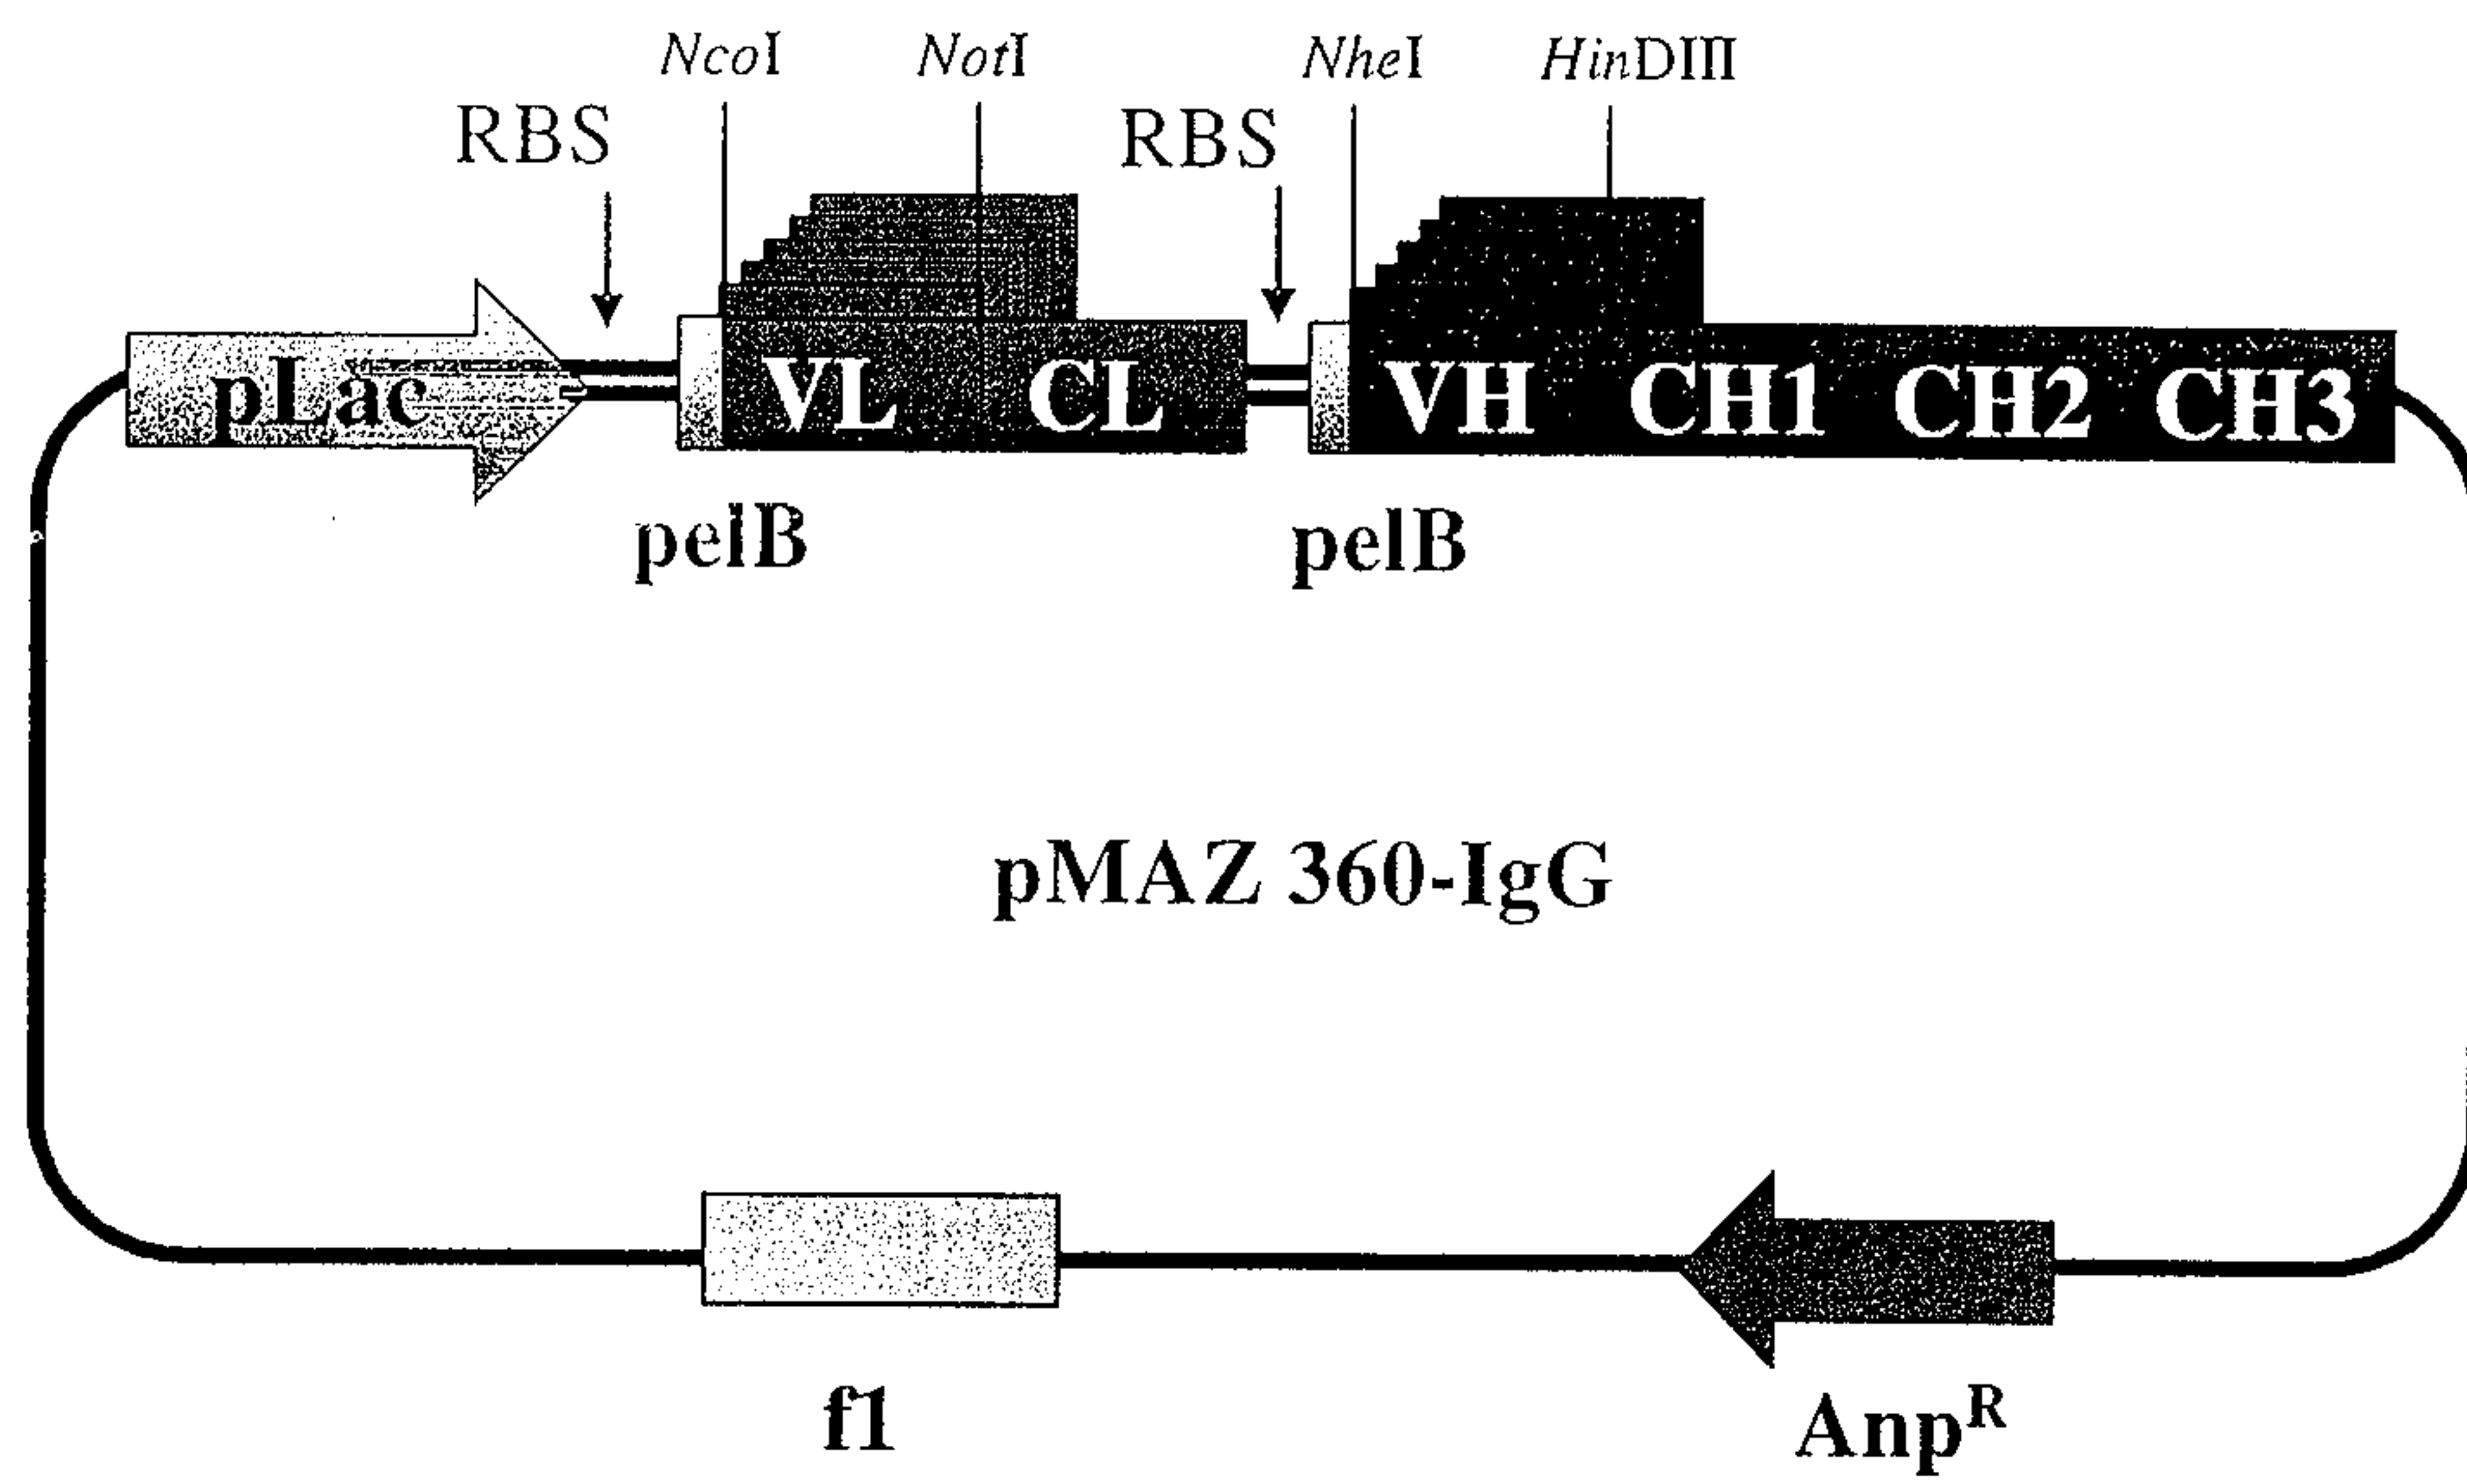 NcoI NotI NheI HinDIII
RBS RBS
pLac VL CL VH CH1 CH2 CH3
pelB pelB
pMAZ 360-IgG
f1 Anp^R